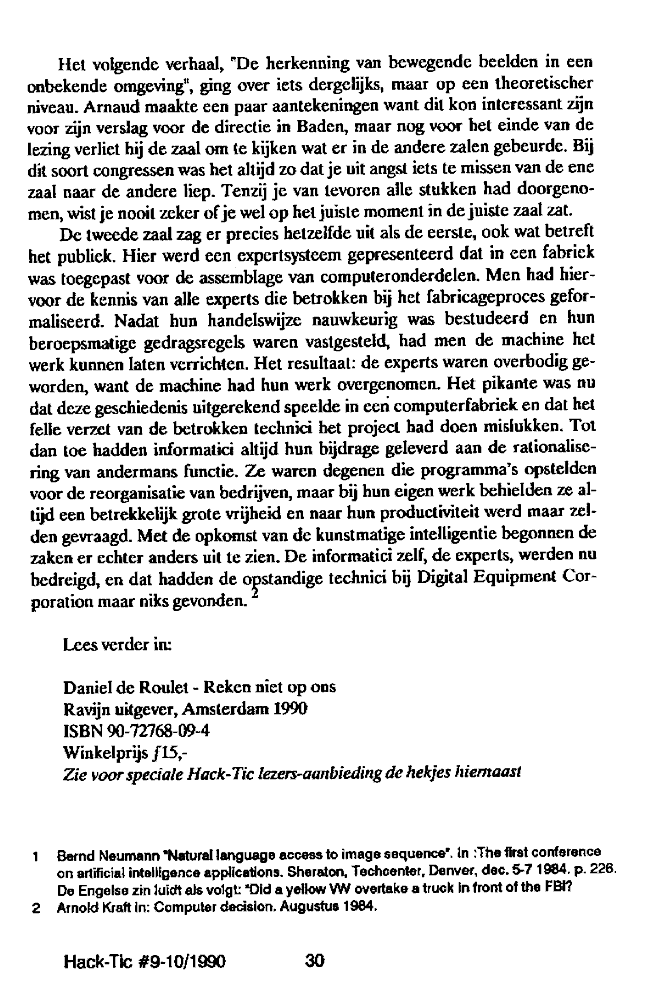 Het volgende verhaal, "De herkenning van bewegende beelden in een
onbekende omgeving", ging over iets dergelijks, maar op een theoretischer
niveau. Arnaud maakte een paar aantekeningen want dit kon interessant zijn
voor zijn verslag voor de directie in Baden, maar nog voor het einde van de
lezing verliet hij de zaal om te kijken wat er in de andere zalen gebeurde. Bij
dit soort congressen was het altijd zo dat je uit angst iets te missen van de ene
zaal naar de andere liep. Tenzij je van tevoren alle stukken had doorgeno-
men, wist je nooit zeker of je wel op het juiste moment in de juiste zaal zat.
De tweede zaal zag er precies hetzelfde uit als de eerste, ook wat betreft
het publiek. Hier werd een expertsysteem gepresenteerd dat in een fabriek
was toegepast voor de assemblage van computeronderdelen. Men had hier-
voor de kennis van alle experts die betrokken bij het fabricageproces gefor-
maliseerd. Nadat hun handelswijze nauwkeurig was bestudeerd en hun
beroepsmatige gedragsregels waren vastgesteld, had men de machine het
werk kunnen laten verrichten. Het resultaat: de experts waren overbodig ge-
worden, want de machine had hun werk overgenomen. Het pikante was nu
dat deze geschiedenis uitgerekend speelde in een computerfabriek en dat het
felle verzet van de betrokken technici het project had doen mislukken. Tot
dan toe hadden informatici altijd hun bijdrage geleverd aan de rationalise-
ring van andermans functie. Ze waren degenen die programma's opstelden
voor de reorganisatie van bedrijven, maar bij hun eigen werk behielden ze al-
tijd een betrekkelijk grote vrijheid en naar hun productiviteit werd maar zel-
den gevraagd. Met de opkomst van de kunstmatige intelligentie begonnen de
zaken er echter anders uit te zien. De informatici zelf, de experts, werden nu
bedreigd, en dat hadden de opstandige technici bij Digital Equipment Cor-
poration maar niks gevonden. 2
Lees verder in:
Daniel de Roulet - Reken niet op ons
Ravijn uitgever, Amsterdam 1990
ISBN 90-72768-09-4
Winkelprijs ƒ15,-
Zie voor speciale Hack-Tic lezers-aanbieding de hekjes hiernaast
1 Bernd Neumann "Natural language access to image sequence". In :The first conference
on artificial intelligence applications. Sheraton, Techcenter, Denver, dec. 5-7 1984. p. 226.
De Engelse zin luidt als volgt: "Did a yellow VW overtake a truck in front of the FBI?
2 Arnold Kraft in: Computer decision. Augustus 1984.
Hack-Tic #9-10/1990 30